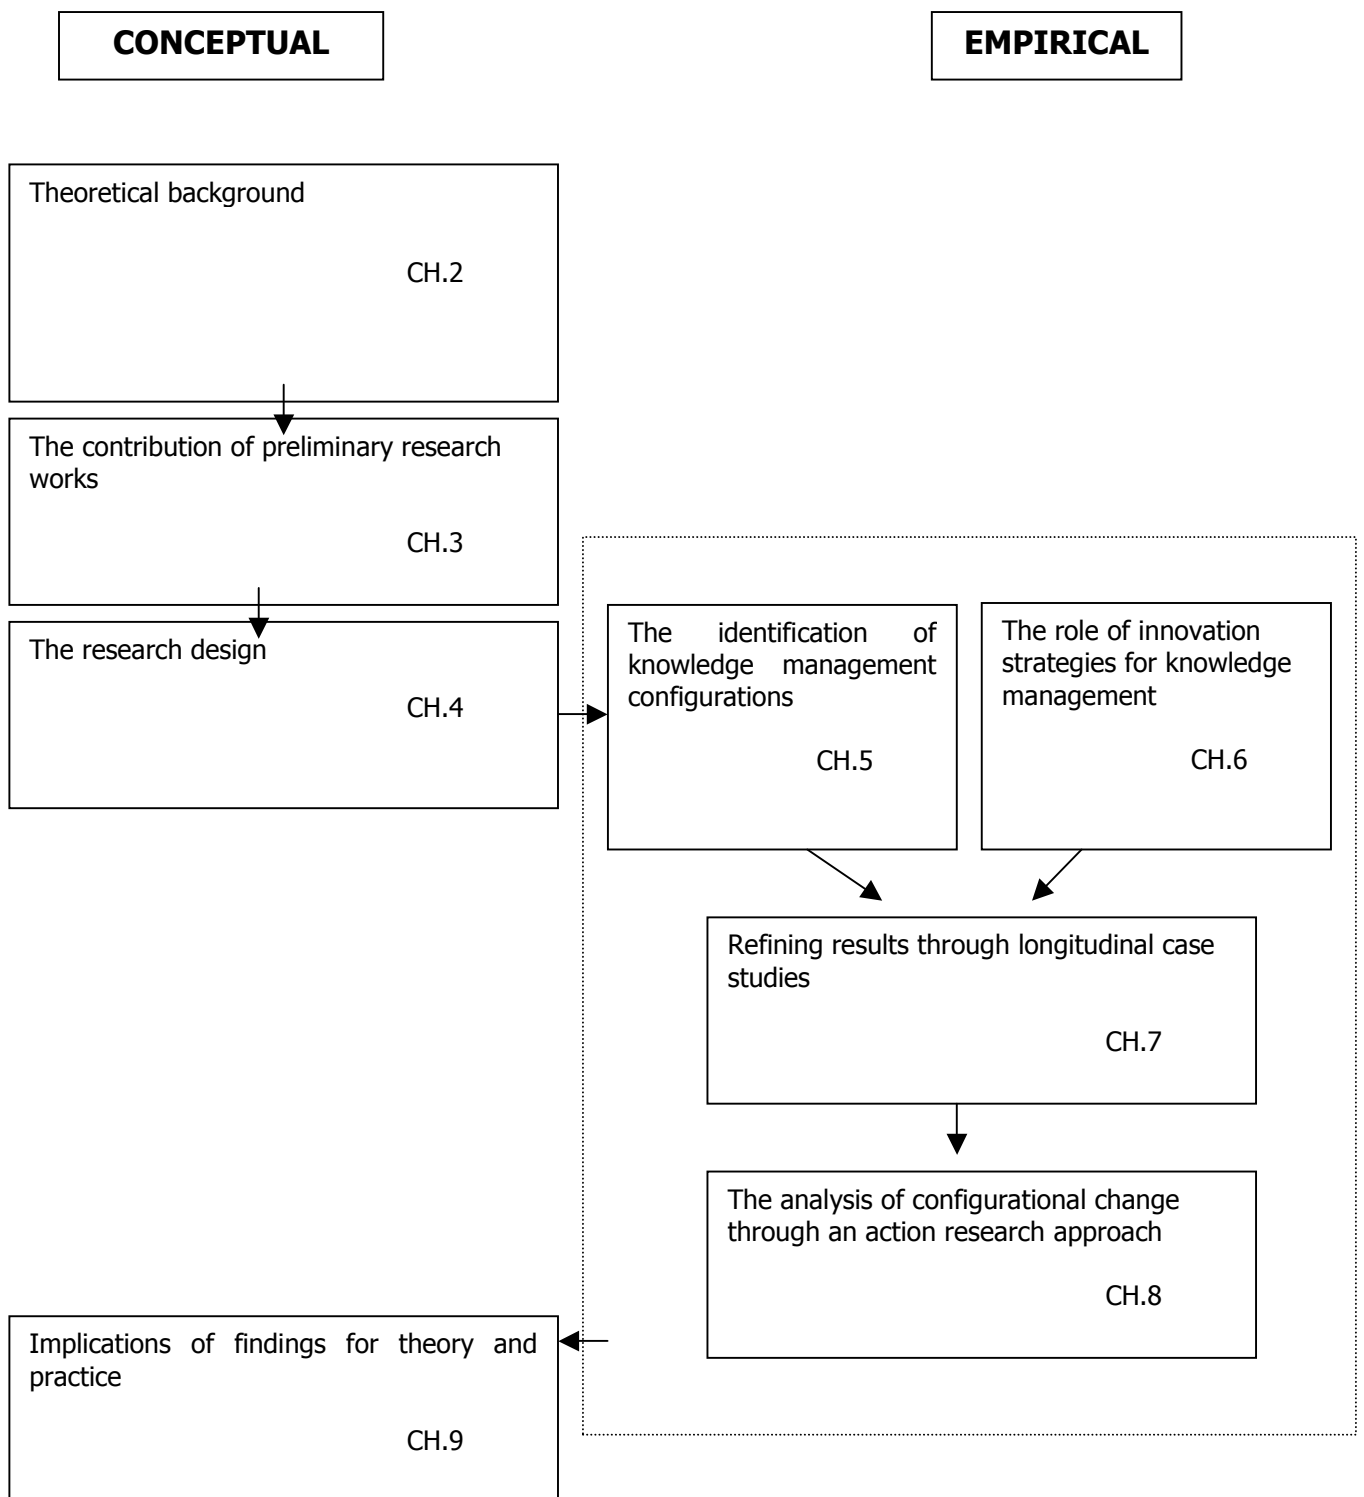 CONCEPTUAL
EMPIRICAL
Theoretical background
CH.2
The contribution of preliminary research
works
CH.3
The research design
CH.4
The identification of
knowledge management
configurations
CH.5
The role of innovation
strategies for knowledge
management
CH.6
Refining results through longitudinal case
studies
CH.7
The analysis of configurational change
through an action research approach
CH.8
Implications of findings for theory and
practice
CH.9